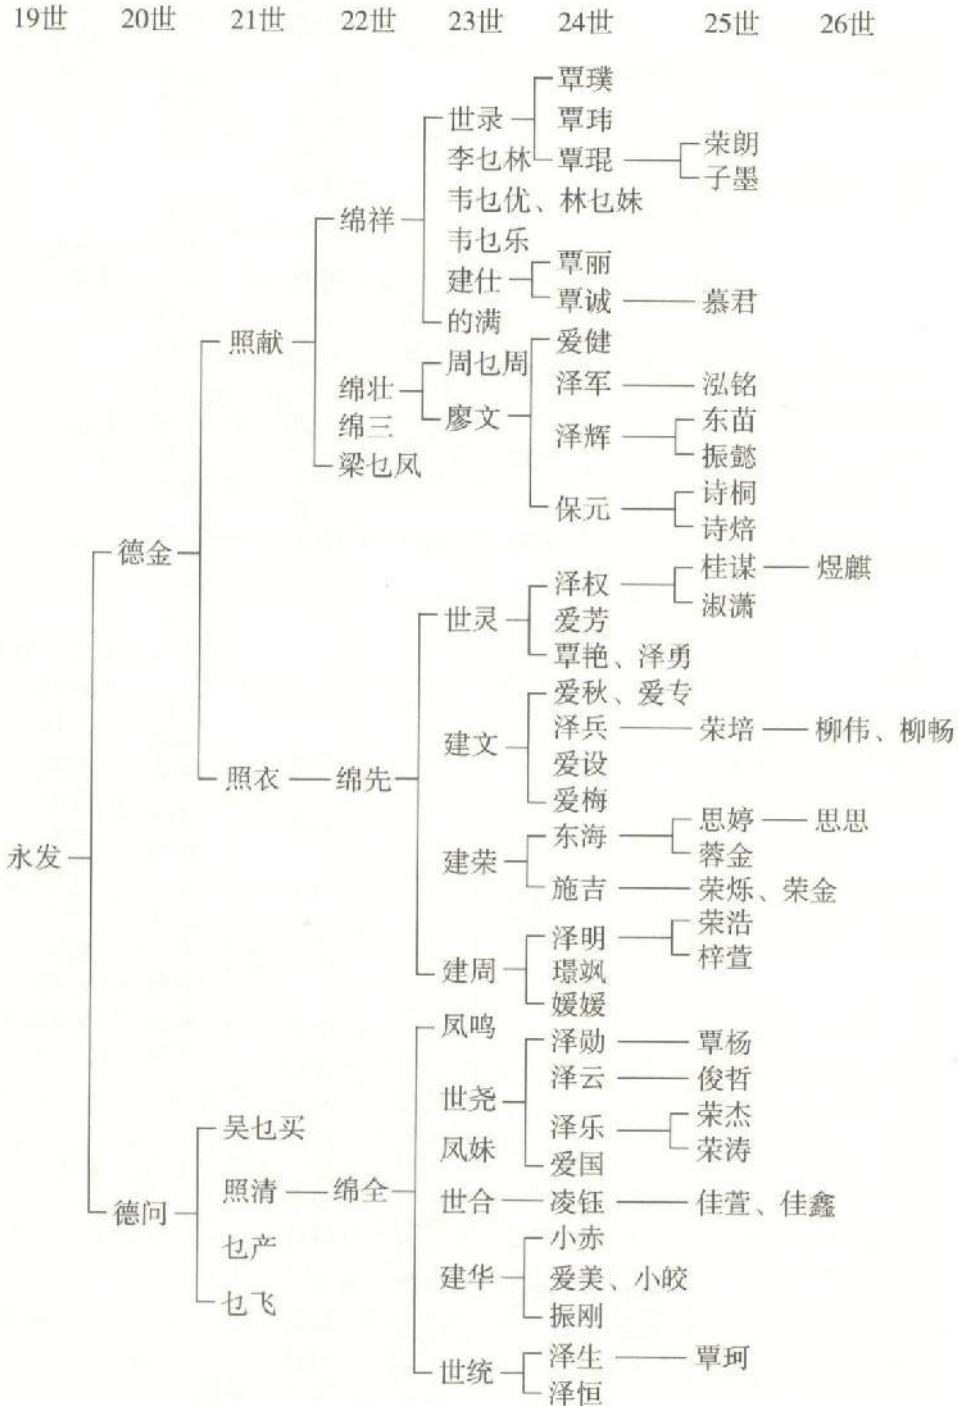 19世 20世 21世 22世 23世 24世 25世 26世
覃璞
世录
覃玮
荣朗
李乜林 覃琨
子墨
韦乜优、林乜妹
绵祥
韦乜乐
覃丽
建仕
覃诚 慕君
的满
照献 爱健
周乜周
绵壮 泽军 泓铭
廖文 东苗
绵三 泽辉
振懿
梁乜凤
诗桐
保元
诗焙
德金
桂谋 煜麒
泽权
淑潇
世灵 爱芳
覃艳、泽勇
爱秋、爱专
泽兵 荣培 柳伟、柳畅
建文
爱设
照衣 绵先
爱梅
思婷 思思
东海
蓉金
永发 建荣
施吉 荣烁、荣金
荣浩
泽明
梓萱
建周 璟飒
媛媛
凤鸣
泽勋 覃杨
泽云 俊哲
世尧
荣杰
吴乜买 泽乐
凤妹 荣涛
爱国
照清 绵全
世合 凌钰 佳萱、佳鑫
德问
小赤
乜产
建华 爱美、小皎
乜飞
振刚
泽生 覃珂
世统
泽恒